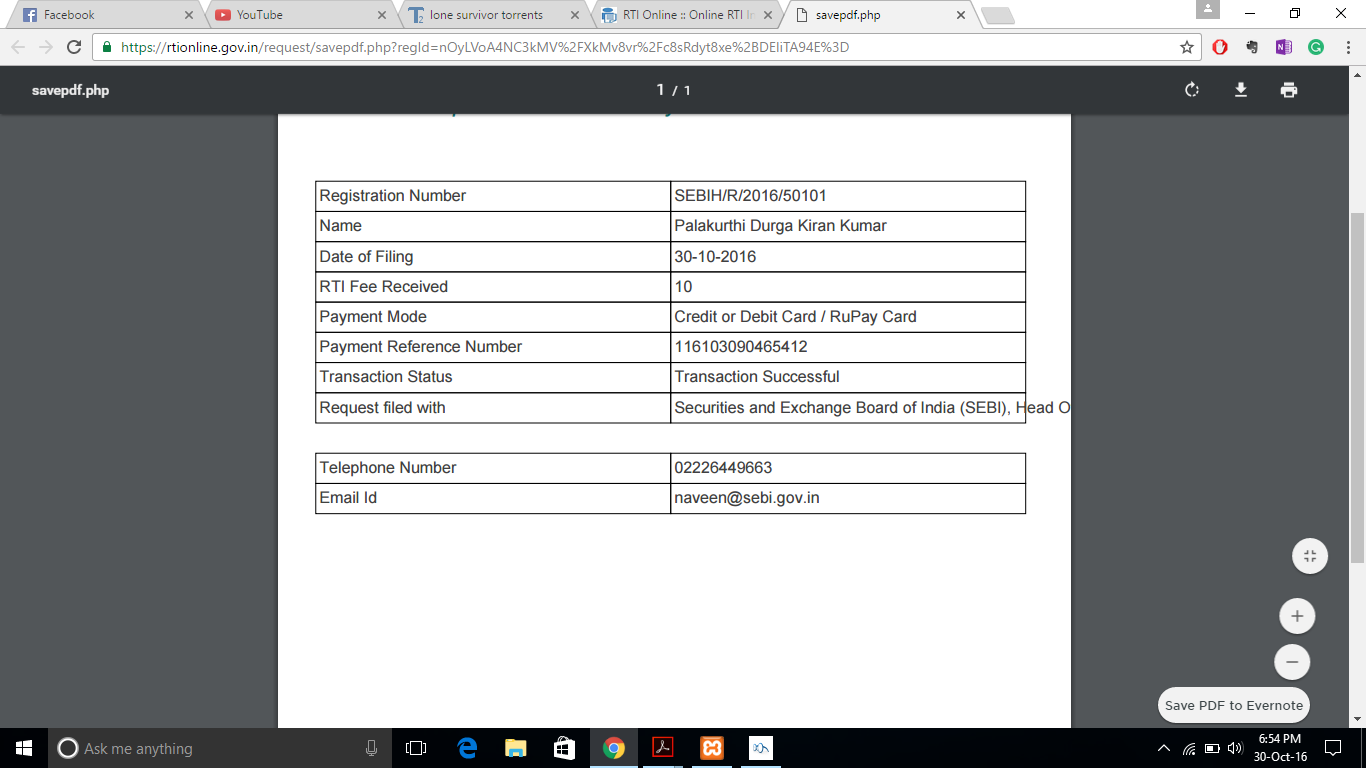 Facebook
YouTube
lone survivor torrents
RTI Online :: Online RTI In
savepdf.php
https://rtionline.gov.in/request/savepdf.php?regId=nOyLVoA4NC3kMV%2FXkMv8vr%2Fc8sRdyt8xe%2BDEIiTA94E%3D
savepdf.php
1 / 1
Registration Number SEBIH/R/2016/50101
Name Palakurthi Durga Kiran Kumar
Date of Filing 30-10-2016
RTI Fee Received 10
Payment Mode Credit or Debit Card / RuPay Card
Payment Reference Number 116103090465412
Transaction Status Transaction Successful
Request filed with Securities and Exchange Board of India (SEBI), Head O
Telephone Number 02226449663
Email Id naveen@sebi.gov.in
Save PDF to Evernote
Ask me anything
6:54 PM
30-Oct-16